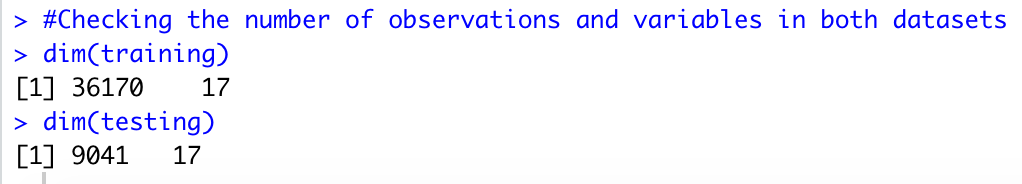 > #Checking the number of observations and variables in both datasets
> dim(training)
[1] 36170    17
> dim(testing)
[1] 9041   17